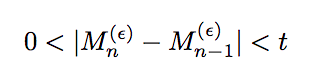 $0 < |M_n^{(\epsilon)} - M_{n-1}^{(\epsilon)}| < t$